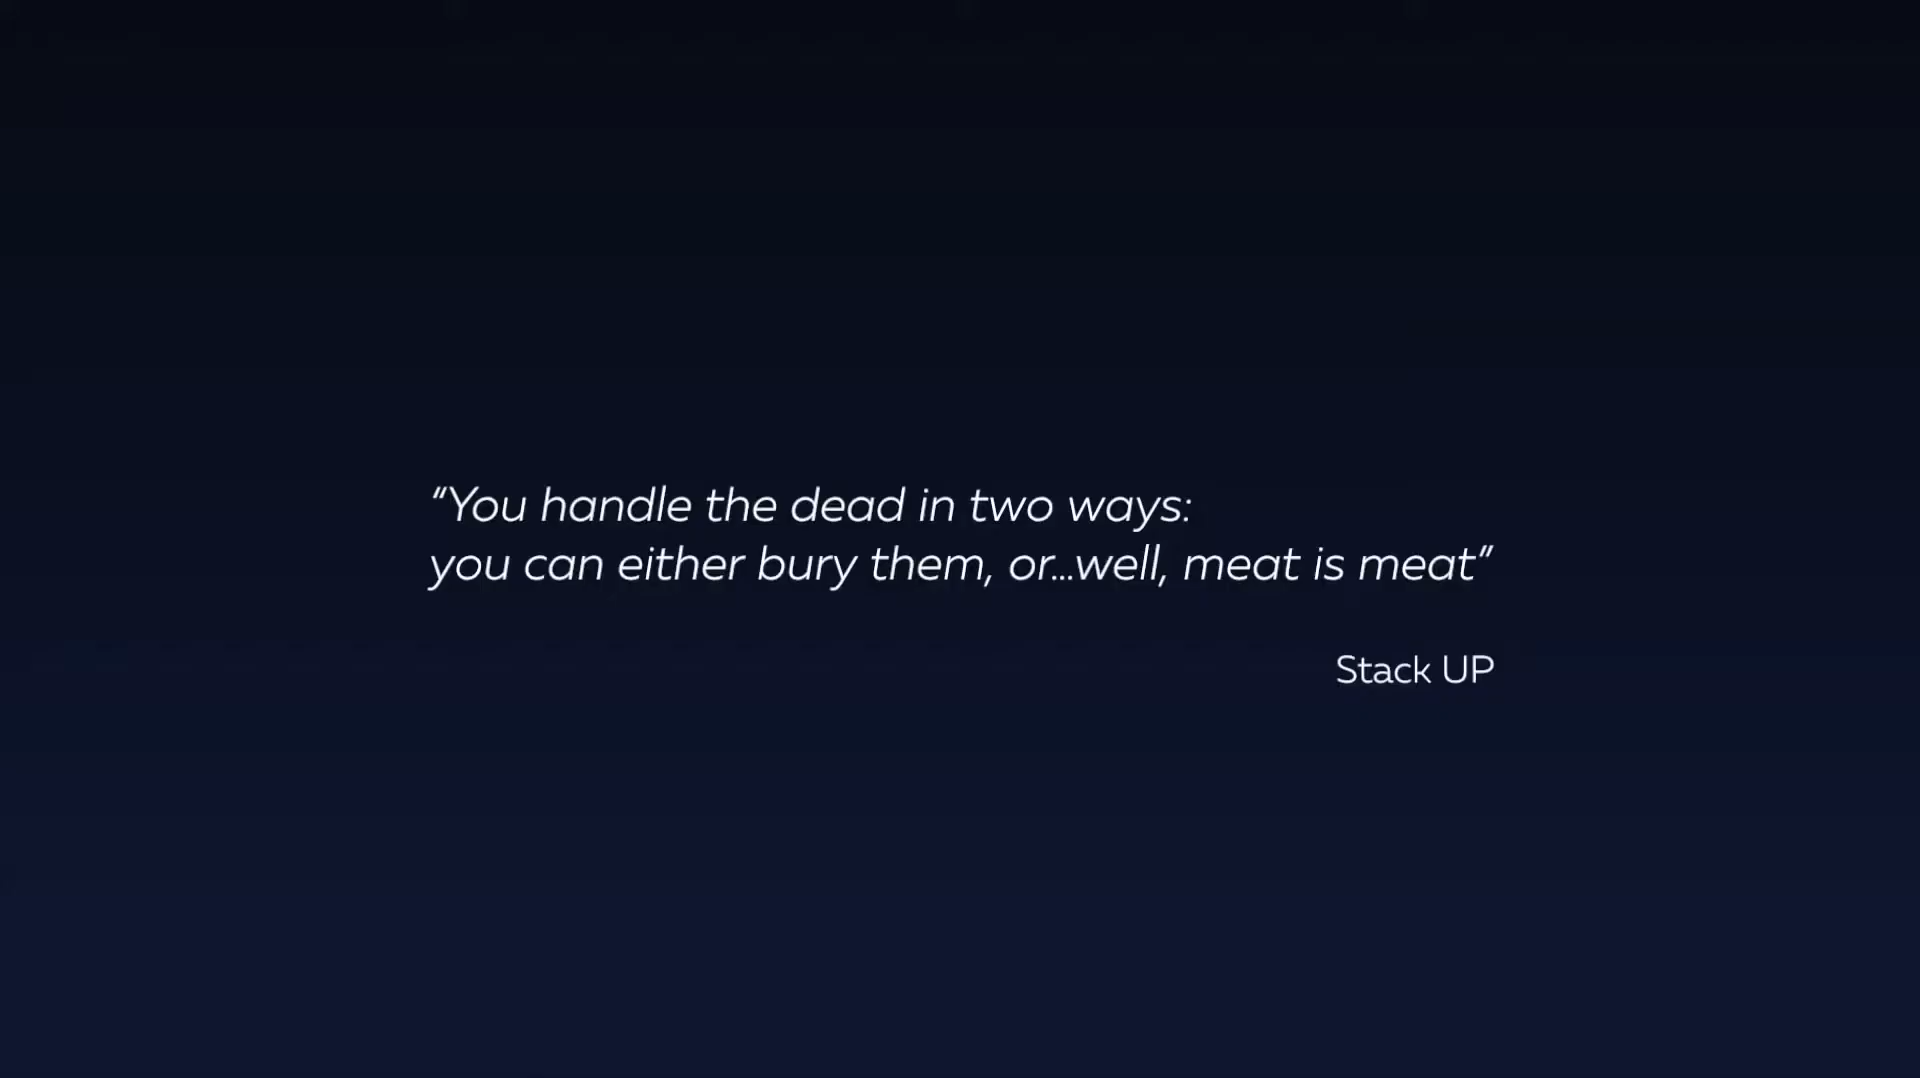 “You handle the dead in two ways:
you can either bury them, or...well, meat is meat”
Stack UP